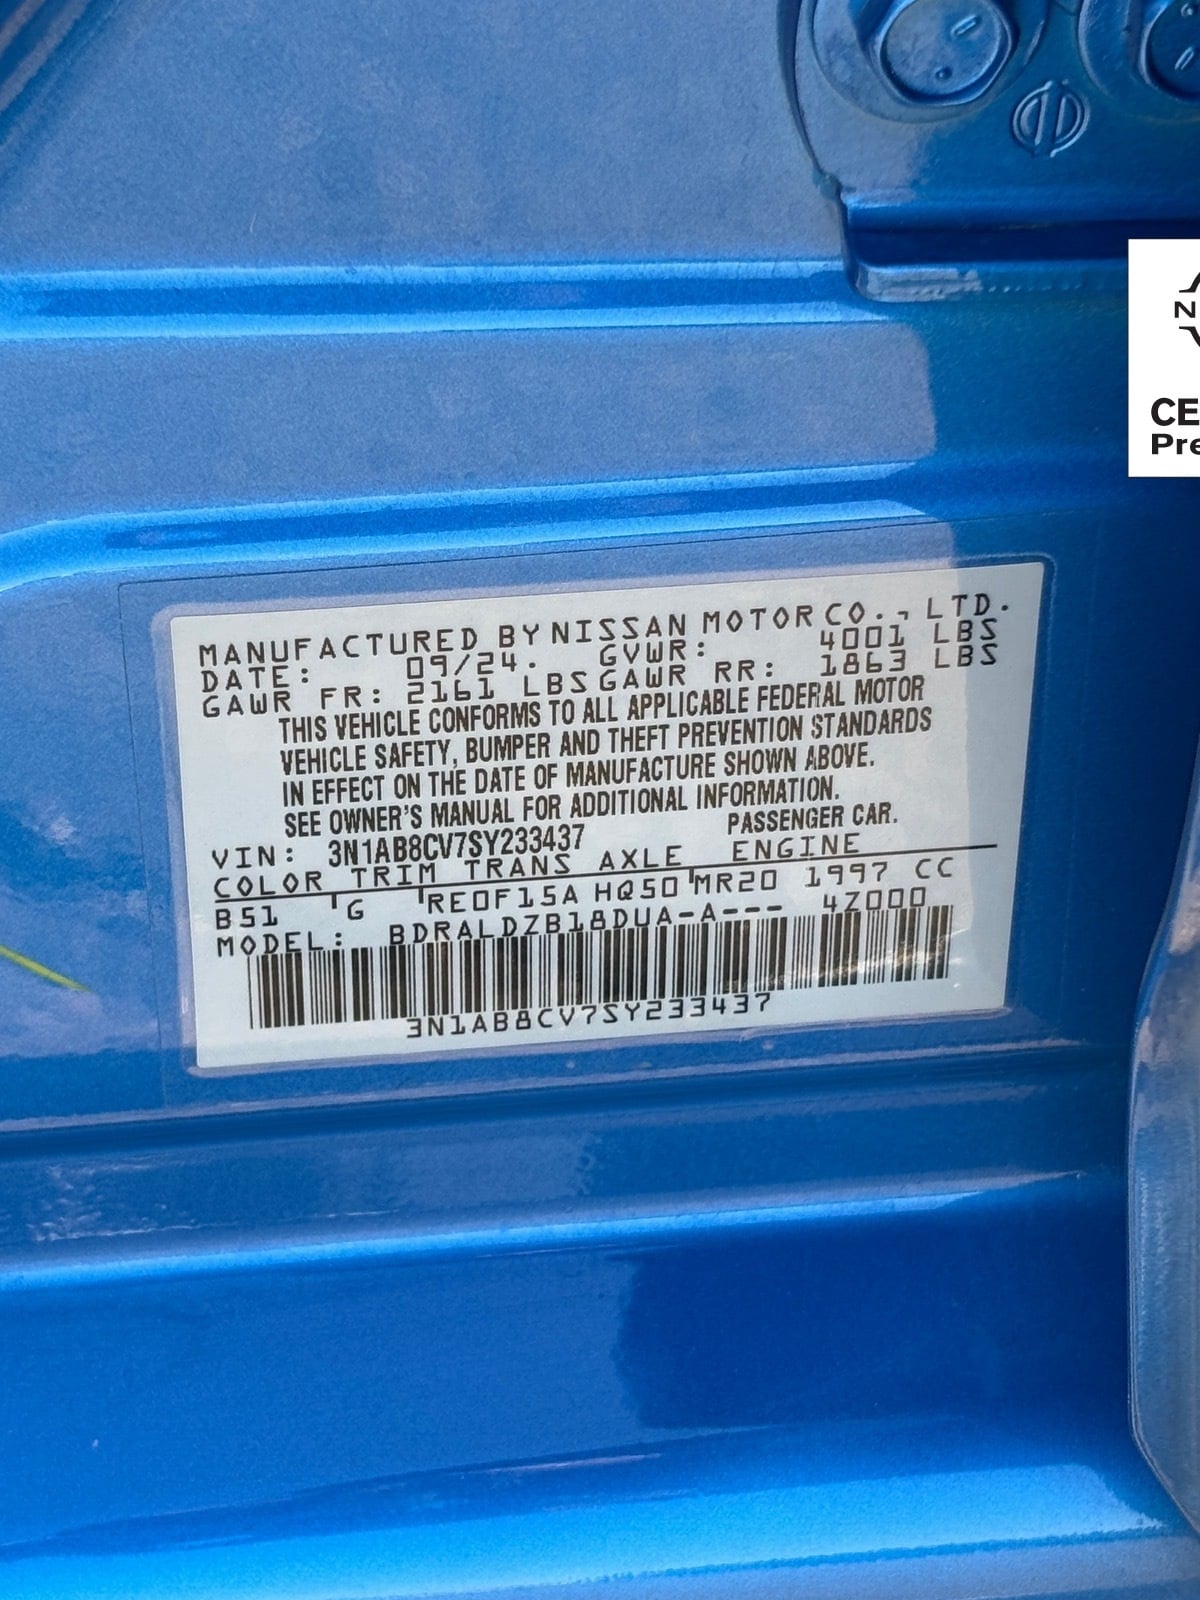 MANUFACTURED BY NISSAN MOTOR CO., LTD.
DATE: 09/24. GVWR: 4001 LBS
GAWR FR: 2161 LBS GAWR RR: 1863 LBS
THIS VEHICLE CONFORMS TO ALL APPLICABLE FEDERAL MOTOR
VEHICLE SAFETY, BUMPER AND THEFT PREVENTION STANDARDS
IN EFFECT ON THE DATE OF MANUFACTURE SHOWN ABOVE.
SEE OWNER'S MANUAL FOR ADDITIONAL INFORMATION.
VIN: 3N1AB8CV7SY233437 PASSENGER CAR.
COLOR TRIM TRANS AXLE ENGINE
B51 G RE0F15A HQ50 MR20 1997 CC
MODEL: BDRALDZB18DUA-A--- 4Z000
3N1AB8CV7SY233437
N
CE
Pre